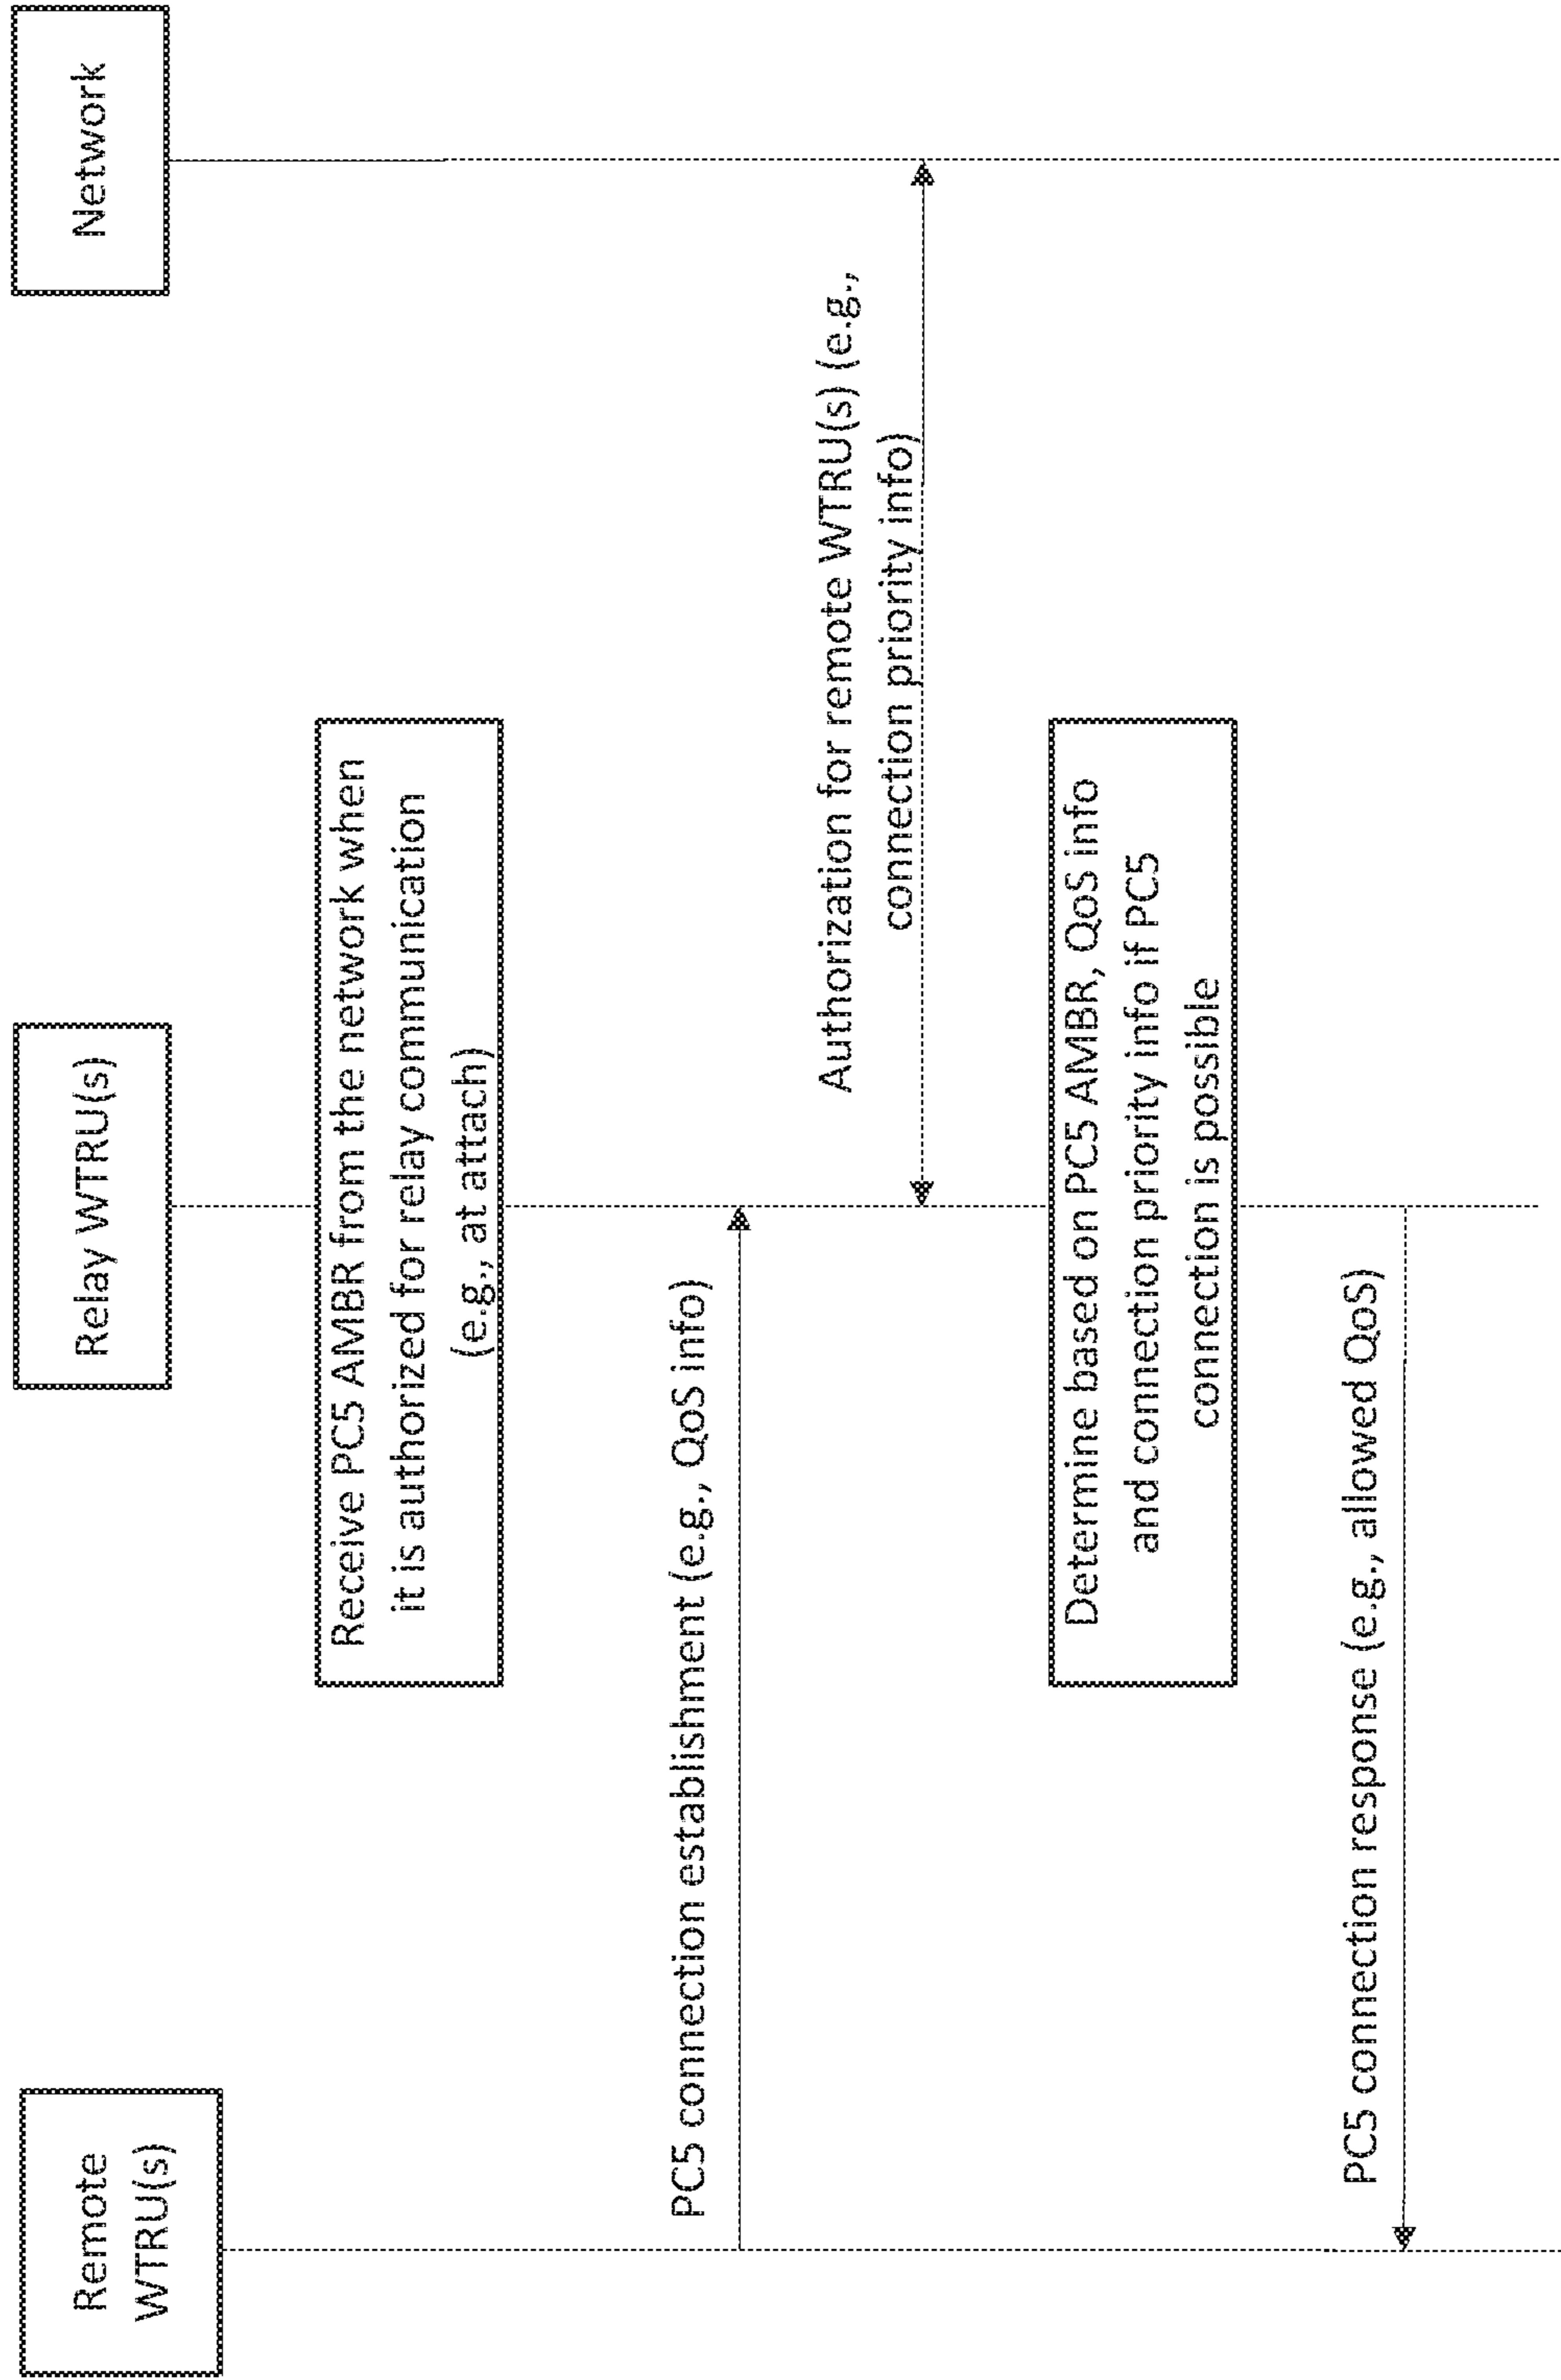 Remote
WTRU(s)
Relay WTRU(s)
Network
Receive PC5 AMBR from the network when
it is authorized for relay communication
(e.g., at attach)
PC5 connection establishment (e.g., QoS info)
Authorization for remote WTRU(s) (e.g.,
connection priority info)
Determine based on PC5 AMBR, QoS info
and connection priority info if PC5
connection is possible
PC5 connection response (e.g., allowed QoS)